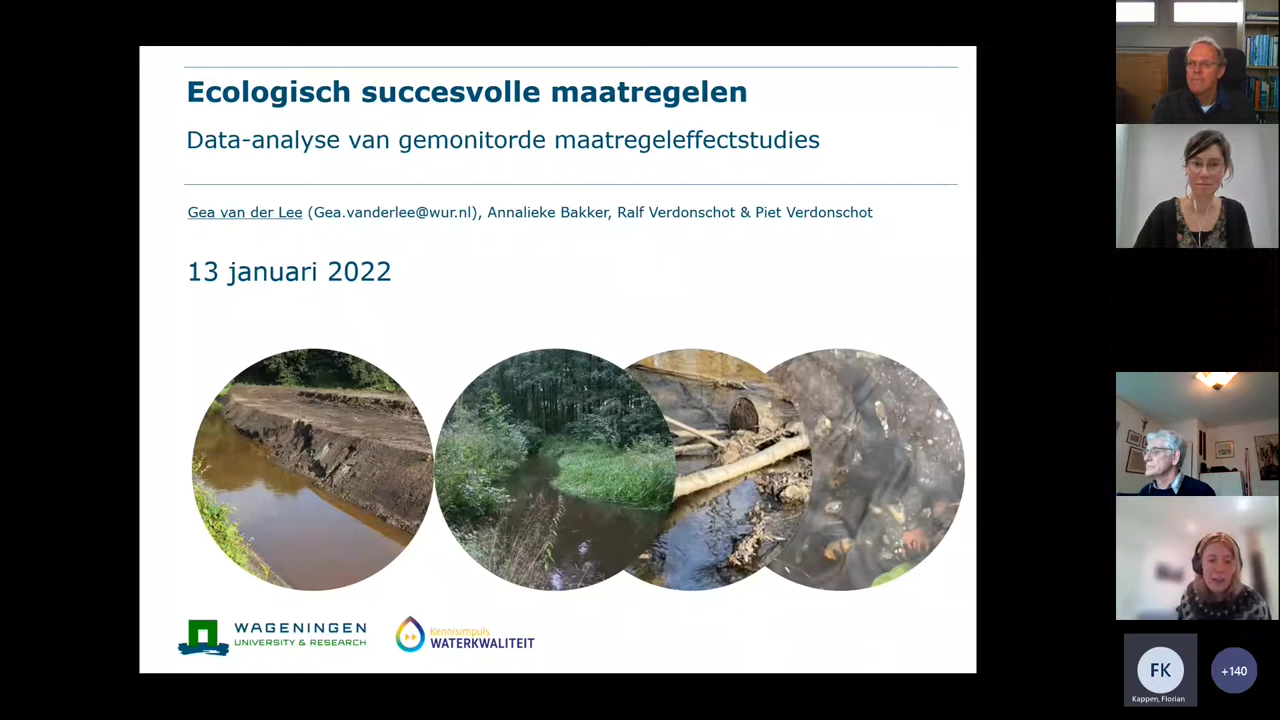 Ecologisch succesvolle maatregelen
Data-analyse van gemonitorde maatregeleffectstudies
Gea van der Lee (Gea.vanderlee@wur.nl), Annalieke Bakker, Ralf Verdonschot & Piet Verdonschot
13 januari 2022
WAGENINGEN
UNIVERSITY & RESEARCH
Kennisimpuls
WATERKWALITEIT
FK
Kappen, Florian
+140